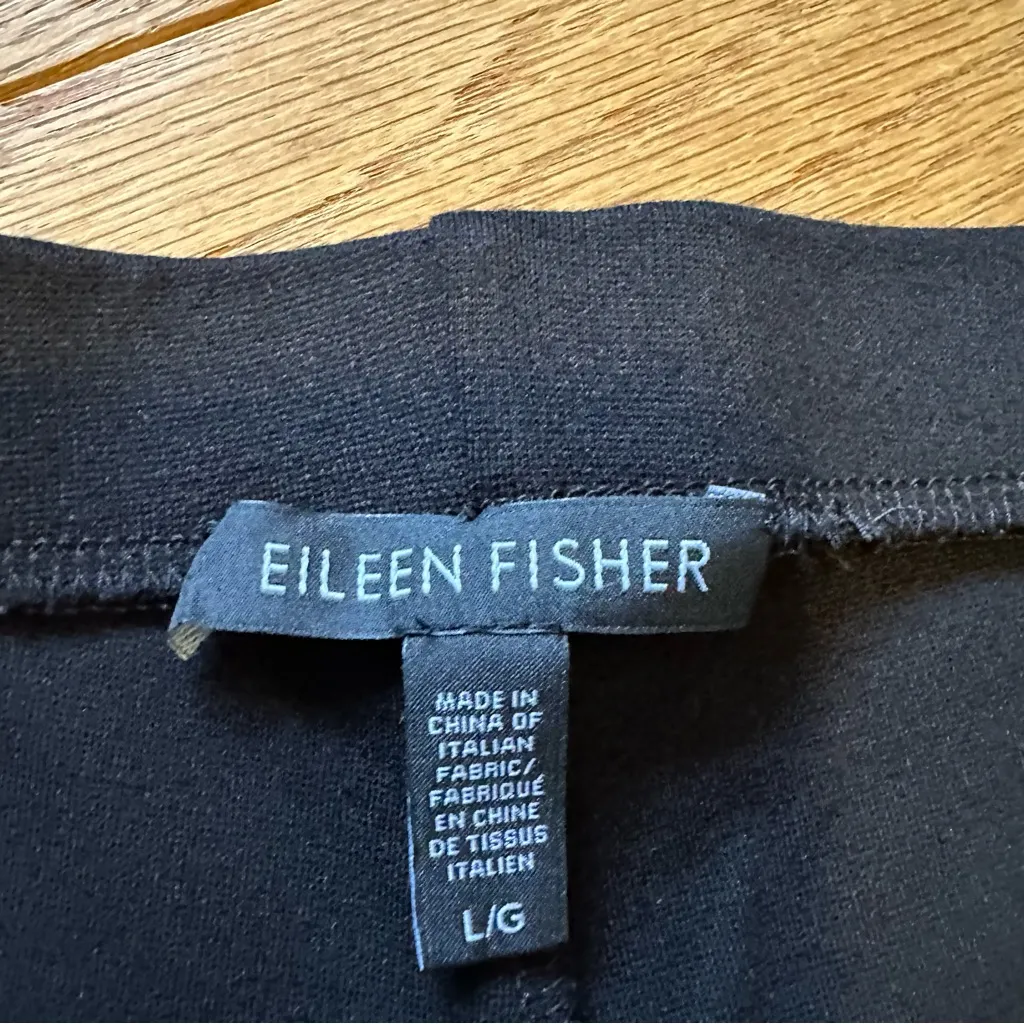 EILEEN FISHER
MADE IN
CHINA OF
ITALIAN
FABRIC/
FABRIQUÉ
EN CHINE
DE TISSUS
ITALIEN
L/G